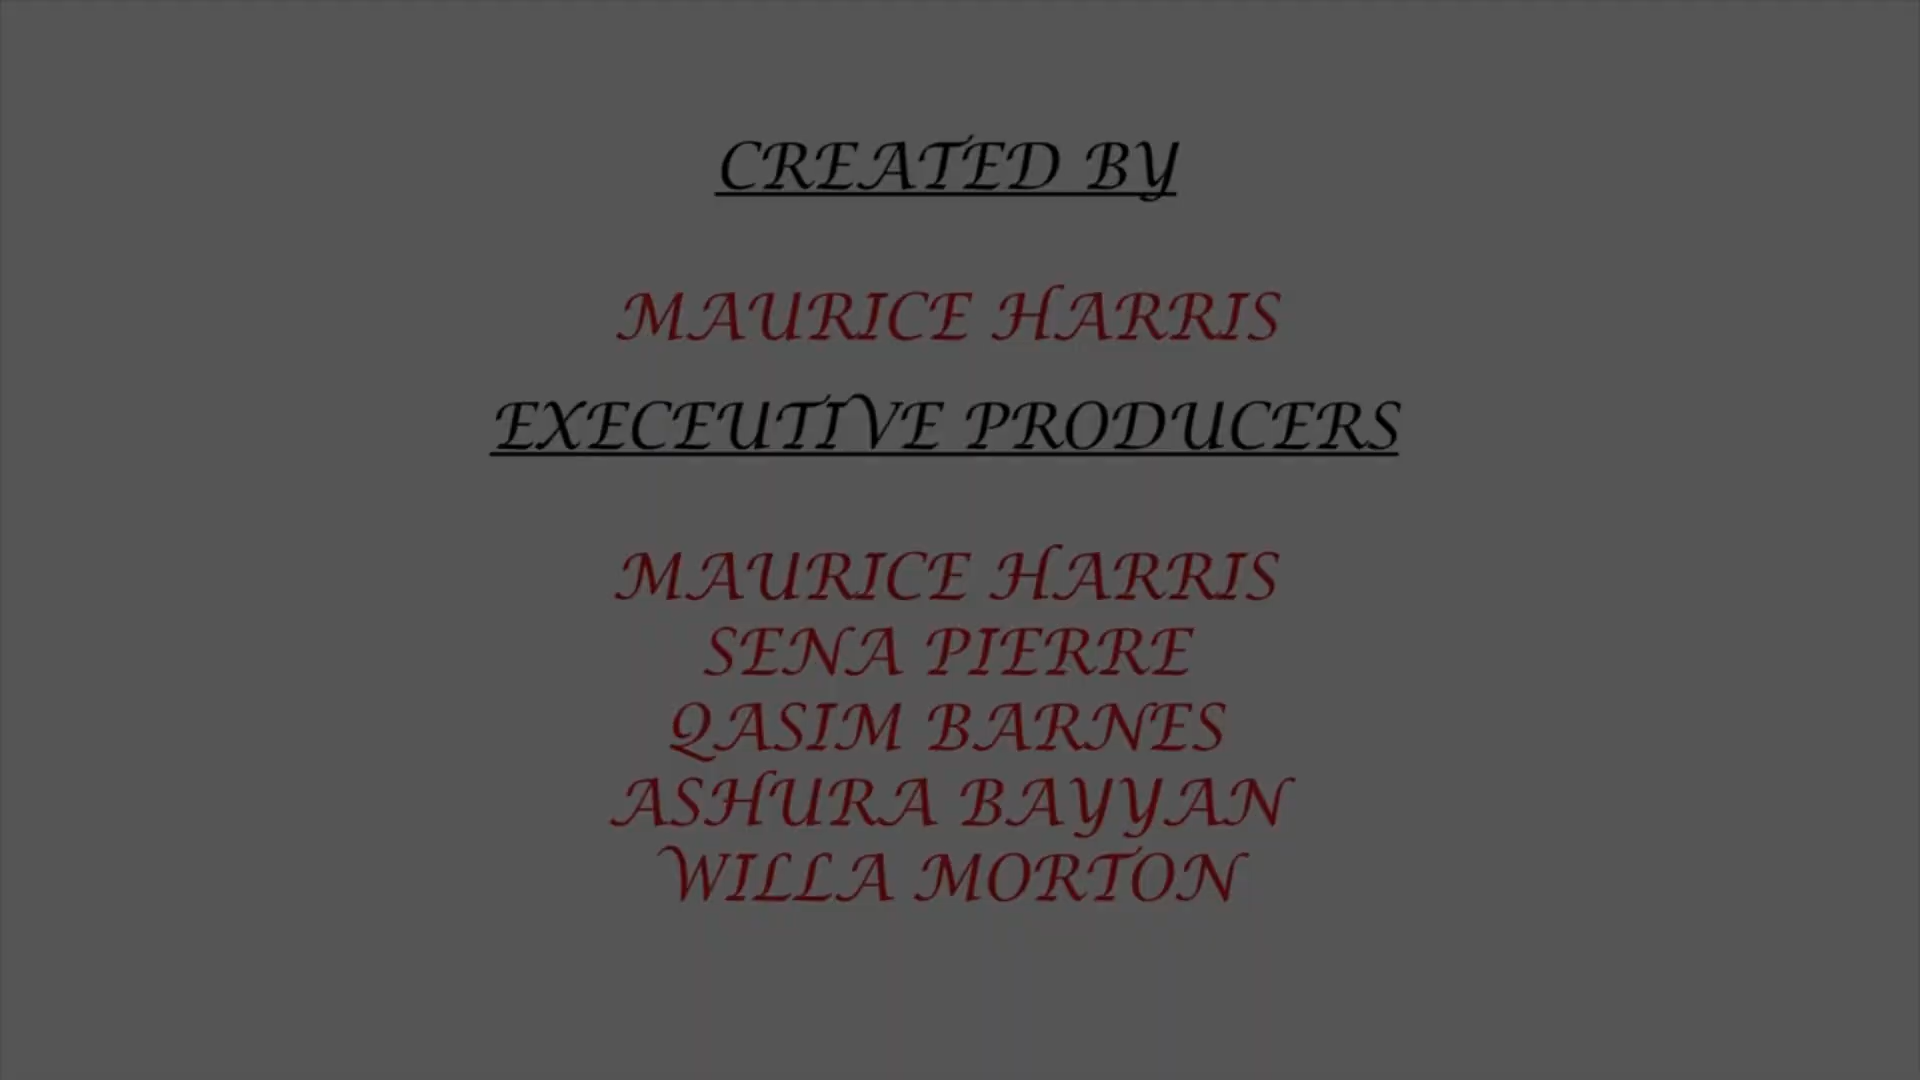 CREATED BY
MAURICE HARRIS
EXECEUTIVE PRODUCERS
MAURICE HARRIS
SENA PIERRE
QASIM BARNES
ASHURA BAYYAN
WILLA MORTON